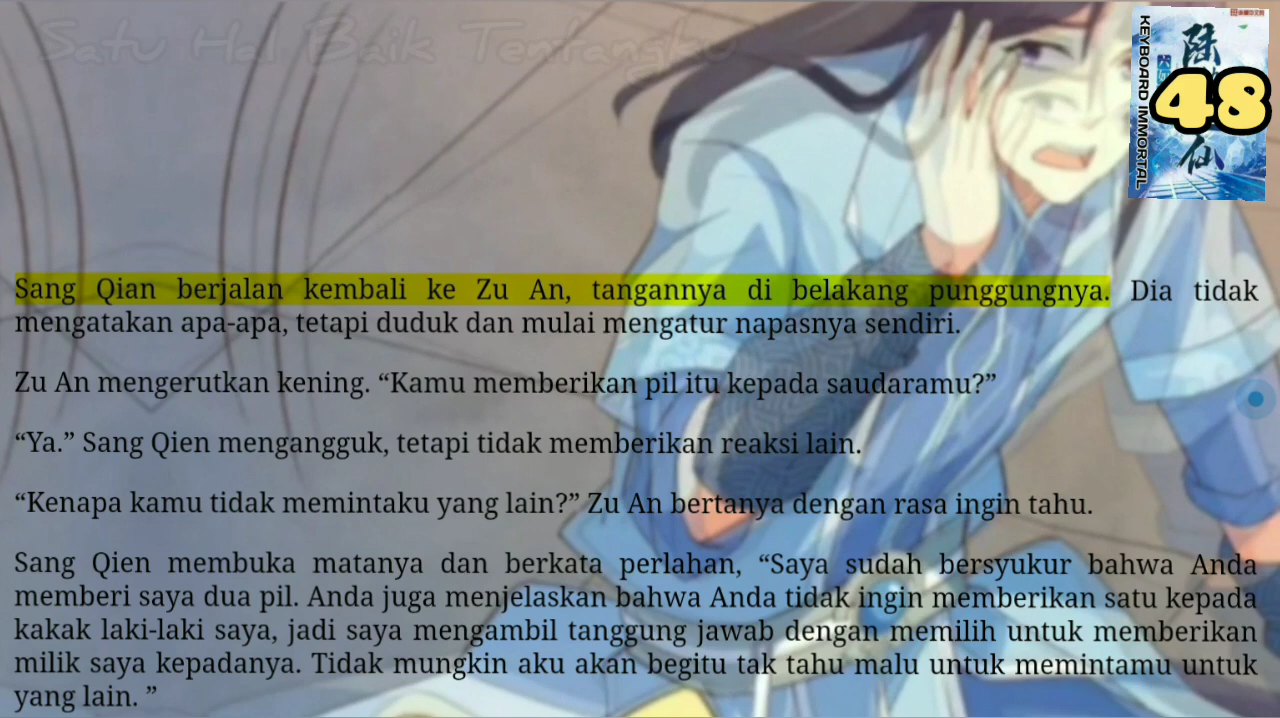 Satu Hal Baik Tentangku
陆
仙
KEYBOARD IMMORTAL
48
Sang Qian berjalan kembali ke Zu An, tangannya di belakang punggungnya. Dia tidak
mengatakan apa-apa, tetapi duduk dan mulai mengatur napasnya sendiri.
Zu An mengerutkan kening. “Kamu memberikan pil itu kepada saudaramu?”
“Ya.” Sang Qien mengangguk, tetapi tidak memberikan reaksi lain.
“Kenapa kamu tidak memintaku yang lain?” Zu An bertanya dengan rasa ingin tahu.
Sang Qien membuka matanya dan berkata perlahan, “Saya sudah bersyukur bahwa Anda
memberi saya dua pil. Anda juga menjelaskan bahwa Anda tidak ingin memberikan satu kepada
kakak laki-laki saya, jadi saya mengambil tanggung jawab dengan memilih untuk memberikan
milik saya kepadanya. Tidak mungkin aku akan begitu tak tahu malu untuk memintamu untuk
yang lain. ”